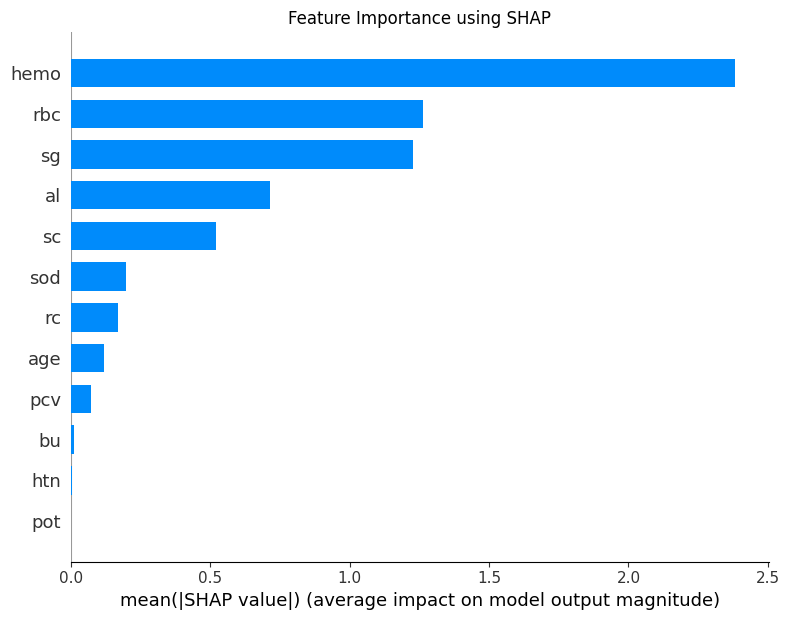 Feature Importance using SHAP
hemo
rbc
sg
al
sc
sod
rc
age
pcv
bu
htn
pot
0.0 0.5 1.0 1.5 2.0 2.5
mean(|SHAP value|) (average impact on model output magnitude)